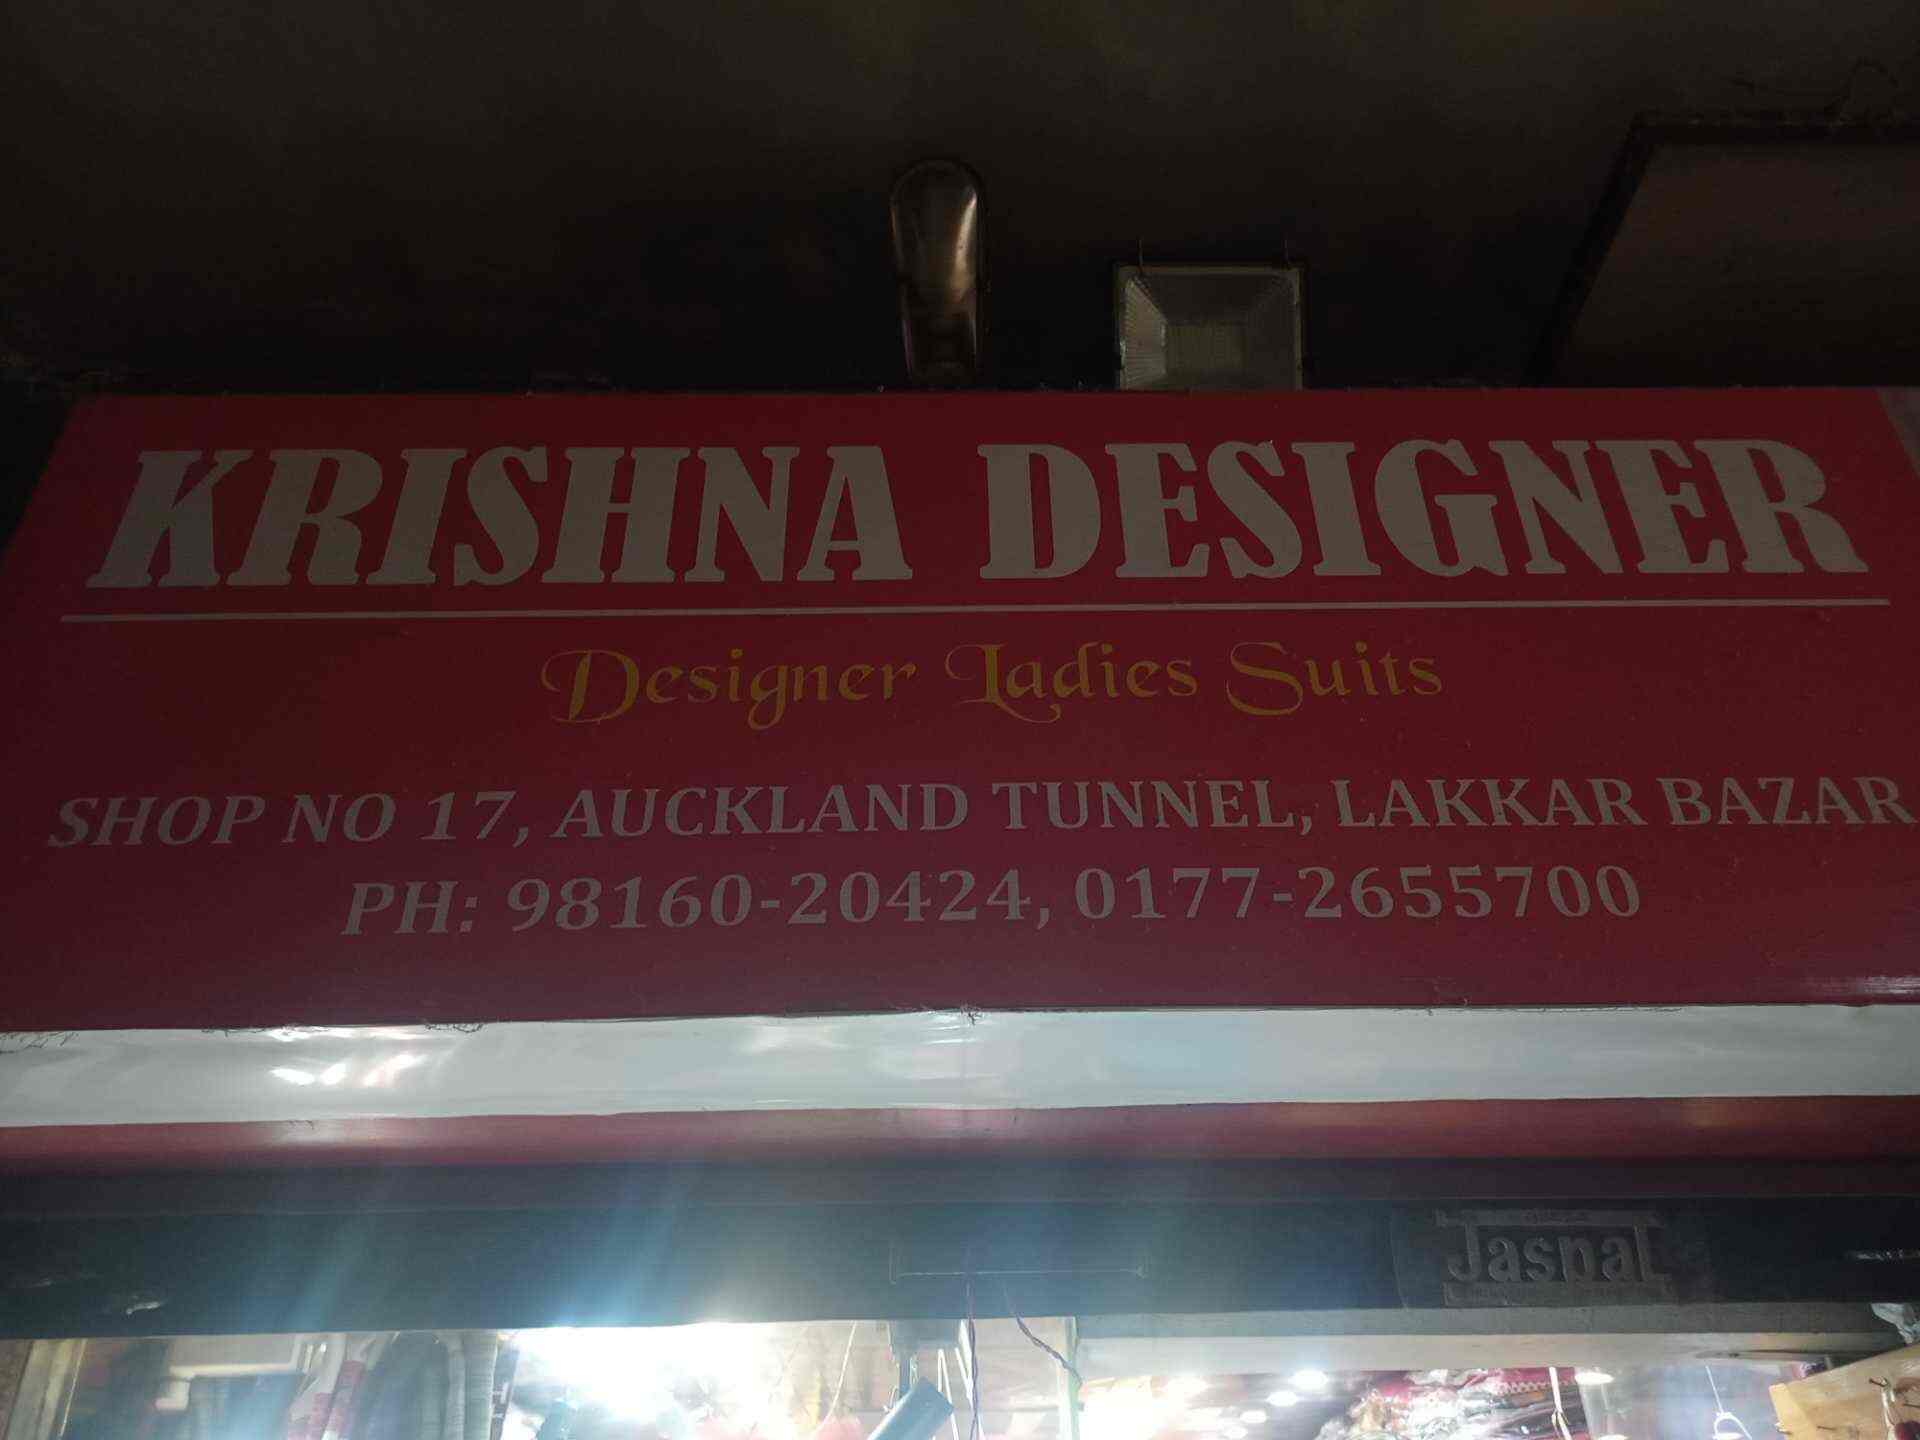 KRISHNA DESIGNER
Designer Ladies Suits
SHOP NO 17, AUCKLAND TUNNEL, LAKKAR BAZAR
PH: 98160-20424, 0177-2655700
Jaspal